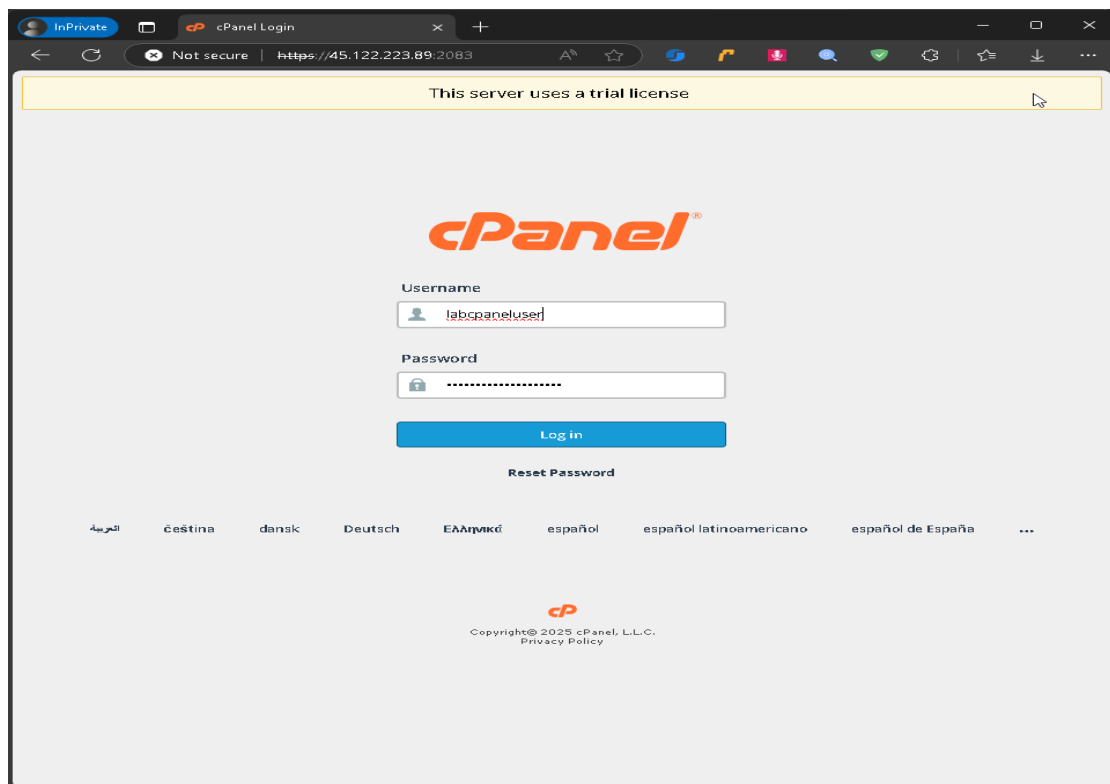 InPrivate
cP cPanel Login
Not secure | https://45.122.223.89:2083
This server uses a trial license
cPanel®
Username
labcpaneluser
Password
••••••••••••••••••••
Log in
Reset Password
العربية čeština dansk Deutsch Ελληνικά español español latinoamericano español de España ...
cP
Copyright© 2025 cPanel, L.L.C.
Privacy Policy